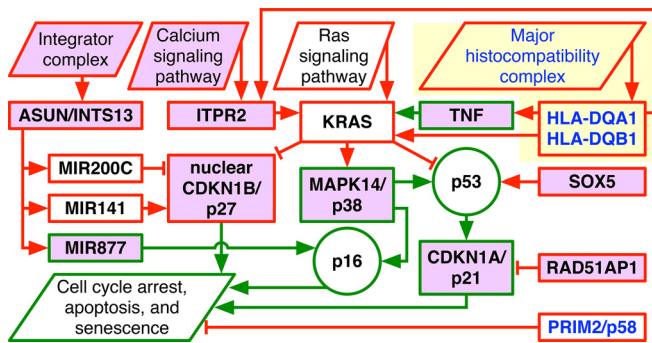 Integrator
complex
Calcium
signaling
pathway
Ras
signaling
pathway
Major
histocompatibility
complex
ASUN/INTS13
ITPR2
KRAS
TNF
HLA-DQA1
HLA-DQB1
MIR200C
nuclear
CDKN1B/
p27
MAPK14/
p38
p53
SOX5
MIR141
MIR877
p16
CDKN1A/
p21
RAD51AP1
Cell cycle arrest,
apoptosis, and
senescence
PRIM2/p58